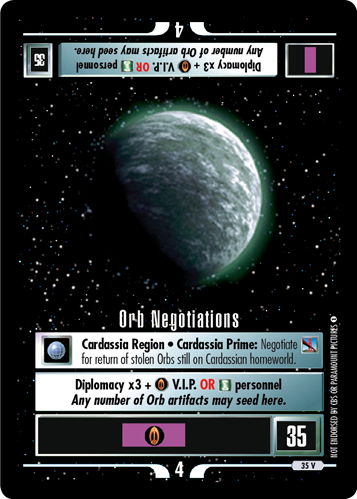 4
Any number of Orb artifacts may seed here.
Diplomacy x3 + V.I.P. OR personnel
35
Orb Negotiations
Cardassia Region • Cardassia Prime: Negotiate
for return of stolen Orbs still on Cardassian homeworld.
Diplomacy x3 + V.I.P. OR personnel
Any number of Orb artifacts may seed here.
35
4
35 V
NOT ENDORSED BY CBS OR PARAMOUNT PICTURES